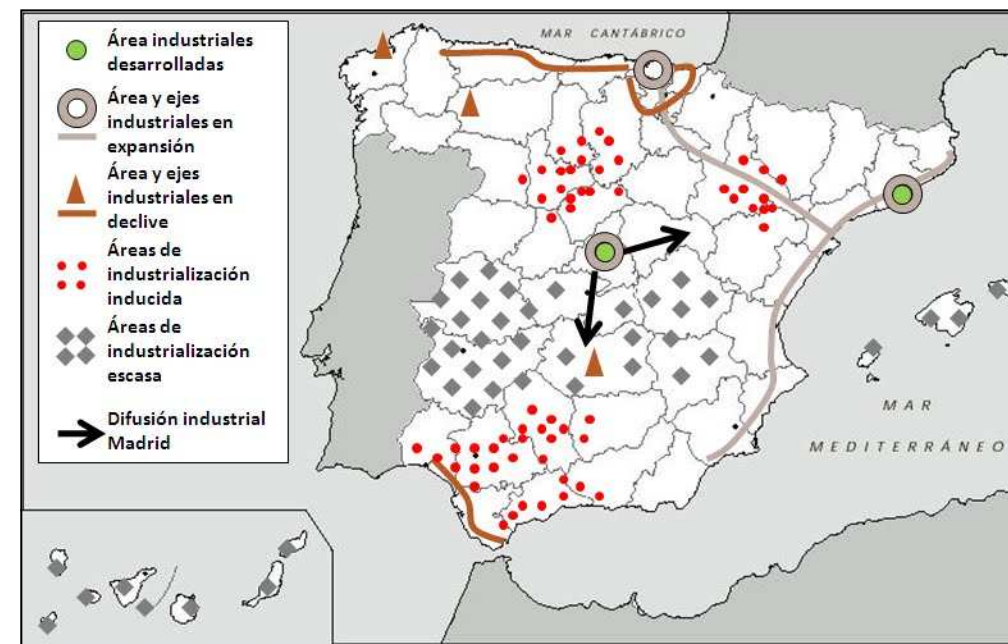 MAR CANTÁBRICO
Área industriales
desarrolladas
Área y ejes
industriales en
expansión
Área y ejes
industriales en
declive
Áreas de
industrialización
inducida
Áreas de
industrialización
escasa
Difusión industrial
Madrid
MAR
MEDITERRÁNEO